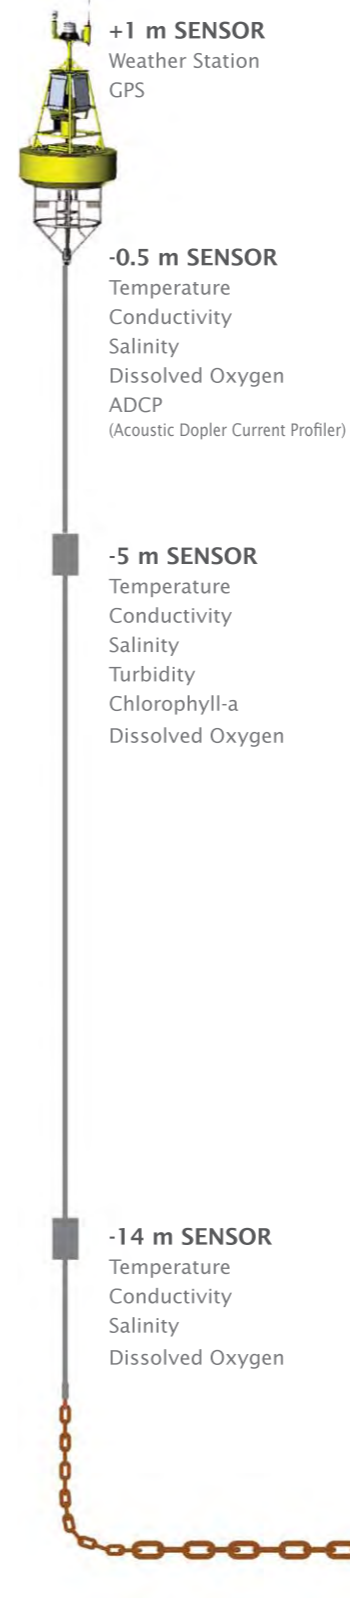 +1 m SENSOR
Weather Station
GPS
-0.5 m SENSOR
Temperature
Conductivity
Salinity
Dissolved Oxygen
ADCP
(Acoustic Dopler Current Profiler)
-5 m SENSOR
Temperature
Conductivity
Salinity
Turbidity
Chlorophyll-a
Dissolved Oxygen
-14 m SENSOR
Temperature
Conductivity
Salinity
Dissolved Oxygen